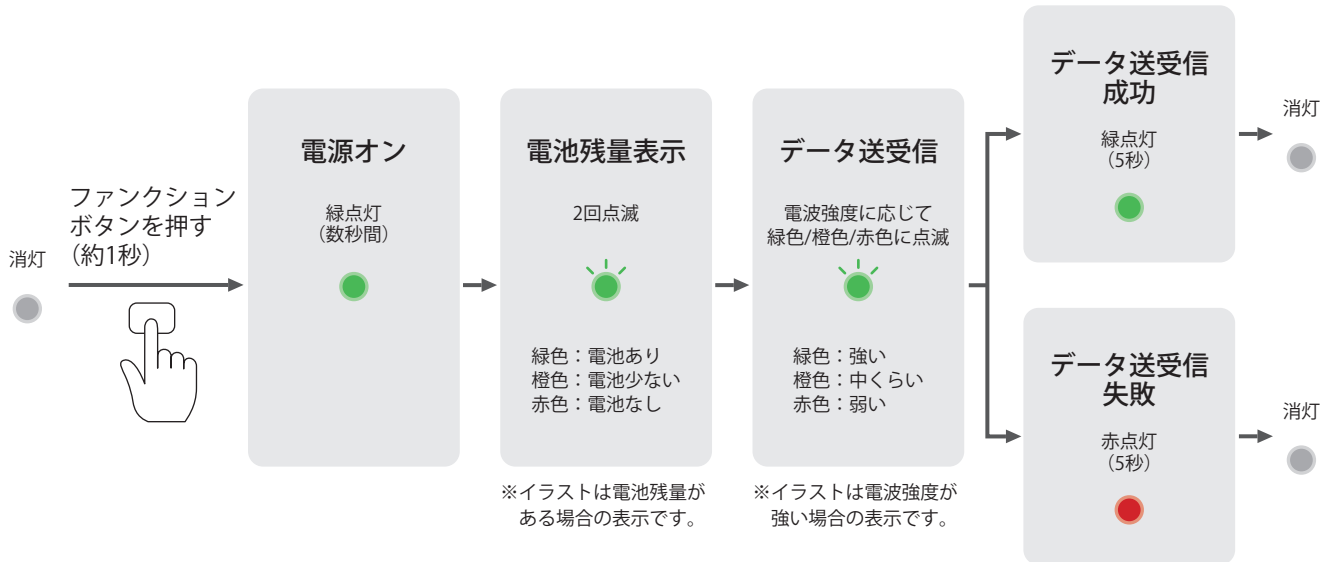 消灯
ファンクション
ボタンを押す
（約1秒）
電源オン
緑点灯
（数秒間）
電池残量表示
2回点滅
緑色：電池あり
橙色：電池少ない
赤色：電池なし
※イラストは電池残量が
ある場合の表示です。
データ送受信
電波強度に応じて
緑色/橙色/赤色に点滅
緑色：強い
橙色：中くらい
赤色：弱い
※イラストは電波強度が
強い場合の表示です。
データ送受信
成功
緑点灯
（5秒）
消灯
データ送受信
失敗
赤点灯
（5秒）
消灯